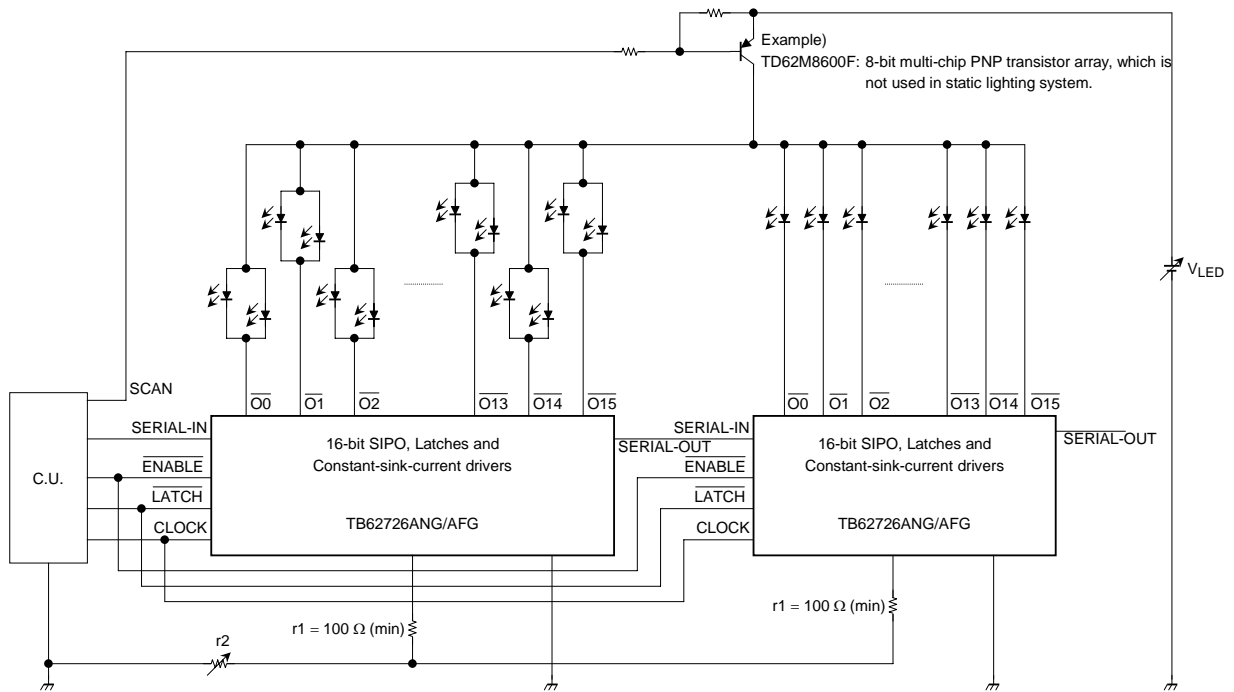 Example)
TD62M8600F: 8-bit multi-chip PNP transistor array, which is
not used in static lighting system.
VLED
SCAN
O0 O1 O2 O13 O14 O15
O0 O1 O2 O13 O14 O15
C.U.
SERIAL-IN
ENABLE
LATCH
CLOCK
16-bit SIPO, Latches and
Constant-sink-current drivers
TB62726ANG/AFG
SERIAL-OUT
SERIAL-IN
ENABLE
LATCH
CLOCK
16-bit SIPO, Latches and
Constant-sink-current drivers
TB62726ANG/AFG
SERIAL-OUT
r1 = 100 Ω (min)
r1 = 100 Ω (min)
r2